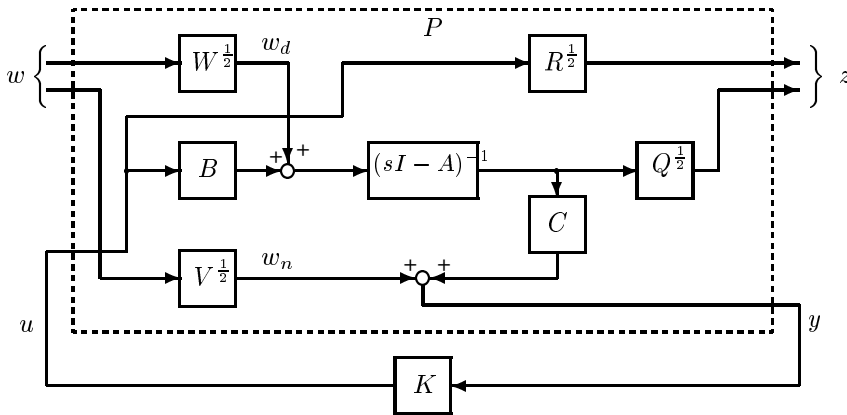 P
w { W^{1/2} w_d R^{1/2} } z
+ +
B (sI − A)^{−1} Q^{1/2}
C
V^{1/2} w_n + +
u y
K